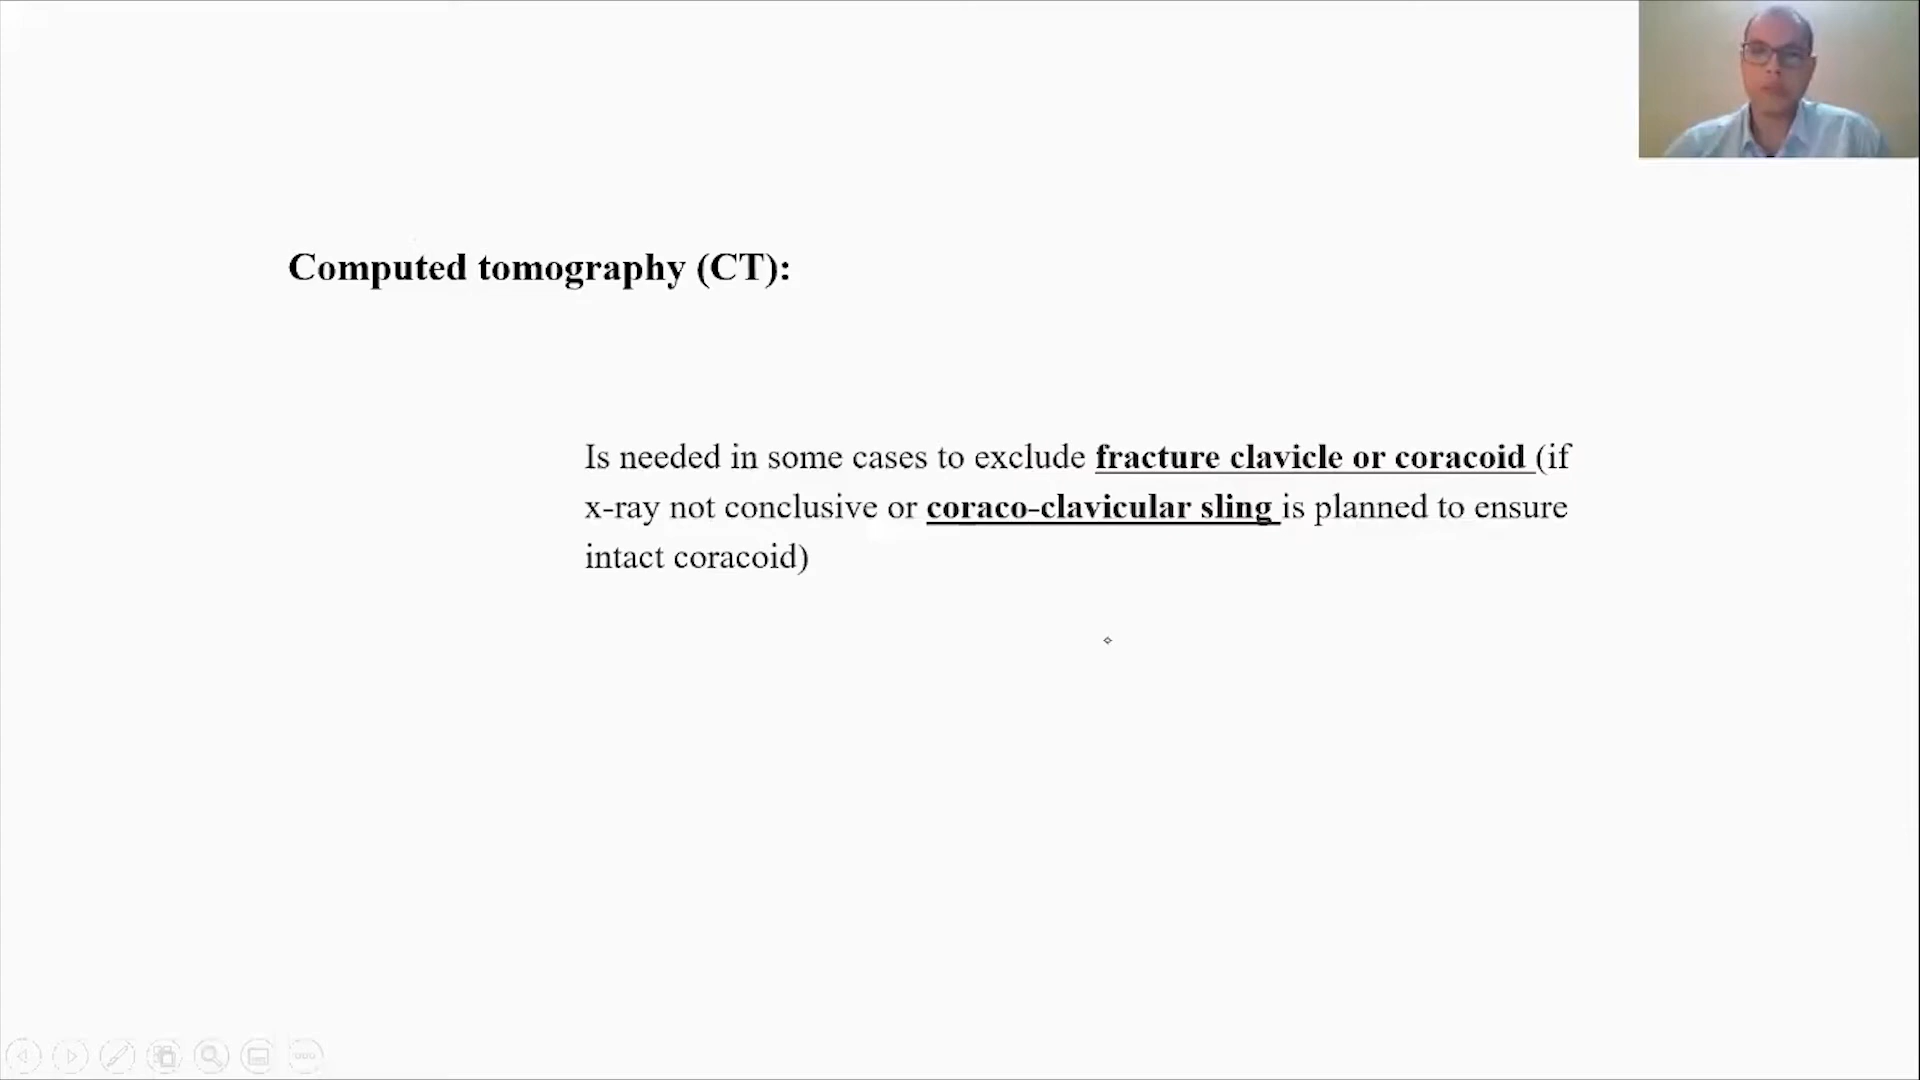 Computed tomography (CT):
Is needed in some cases to exclude fracture clavicle or coracoid (if
x-ray not conclusive or coraco-clavicular sling is planned to ensure
intact coracoid)